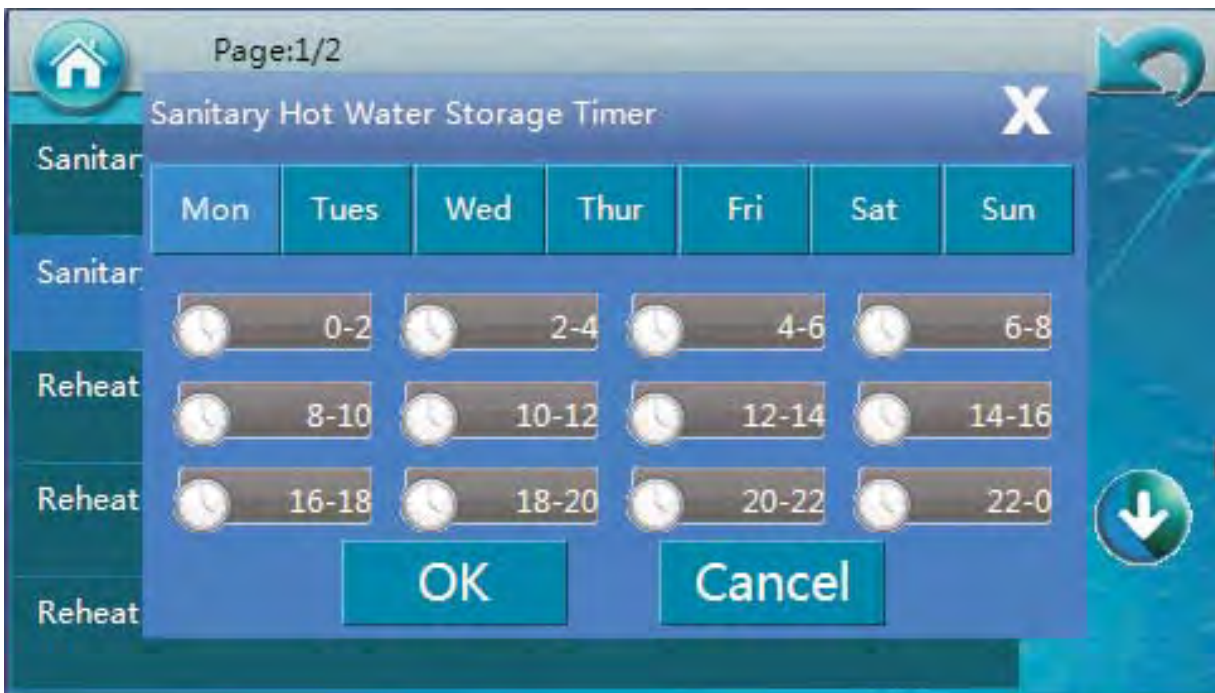 Page:1/2
Sanitary Hot Water Storage Timer X
Sanitar
Mon Tues Wed Thur Fri Sat Sun
Sanitar
0-2 2-4 4-6 6-8
Reheat
8-10 10-12 12-14 14-16
Reheat
16-18 18-20 20-22 22-0
OK Cancel
Reheat